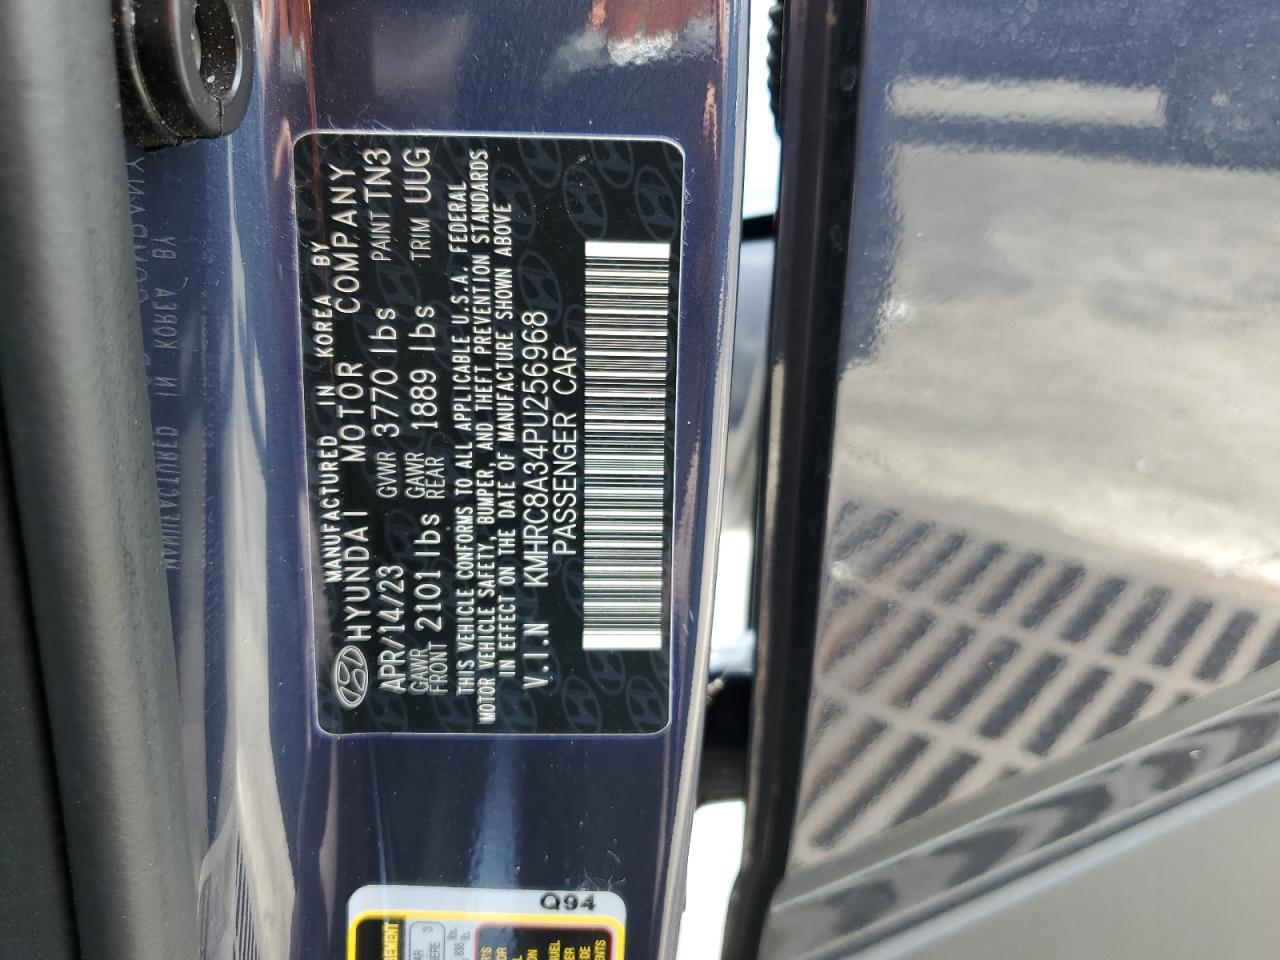 MANUFACTURED IN KOREA BY
HYUNDAI MOTOR COMPANY
APR/14/23 GVWR 3770 lbs PAINT TN3
GAWR FRONT 2101 lbs GAWR REAR 1889 lbs TRIM UUG
THIS VEHICLE CONFORMS TO ALL APPLICABLE U.S.A. FEDERAL
MOTOR VEHICLE SAFETY, BUMPER, AND THEFT PREVENTION STANDARDS
IN EFFECT ON THE DATE OF MANUFACTURE SHOWN ABOVE
V.I.N KMHRC8A34PU256968
PASSENGER CAR
Q94